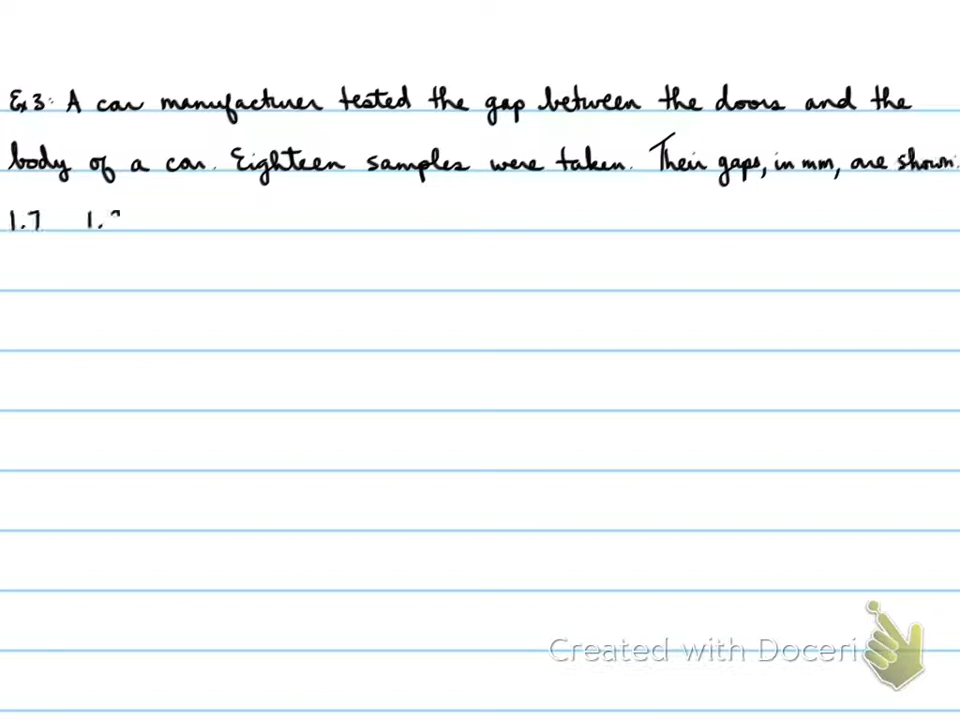 Ex 3: A car manufacturer tested the gap between the doors and the
body of a car. Eighteen samples were taken. Their gaps, in mm, are shown:
1.7 1.
Created with Doceri